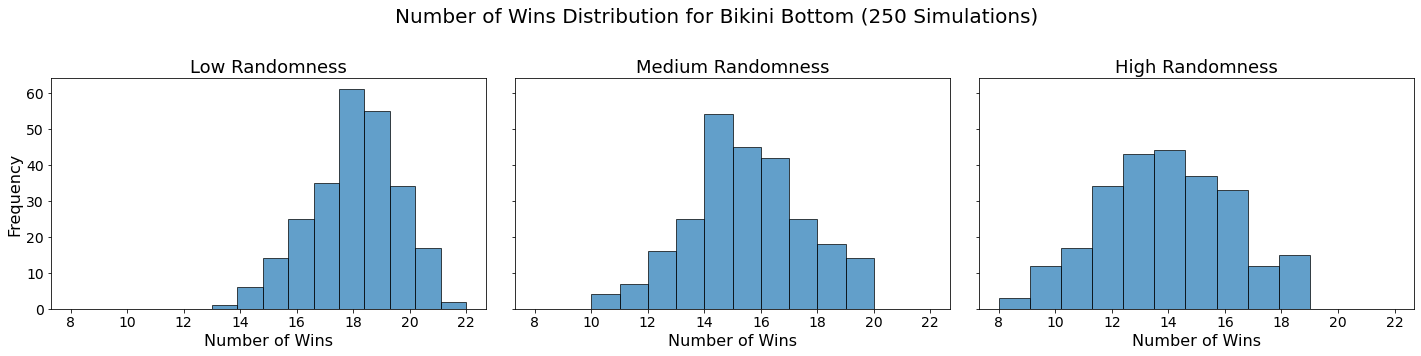 Number of Wins Distribution for Bikini Bottom (250 Simulations)
Low Randomness
Medium Randomness
High Randomness
Frequency
60
50
40
30
20
10
0
8 10 12 14 16 18 20 22
8 10 12 14 16 18 20 22
8 10 12 14 16 18 20 22
Number of Wins
Number of Wins
Number of Wins